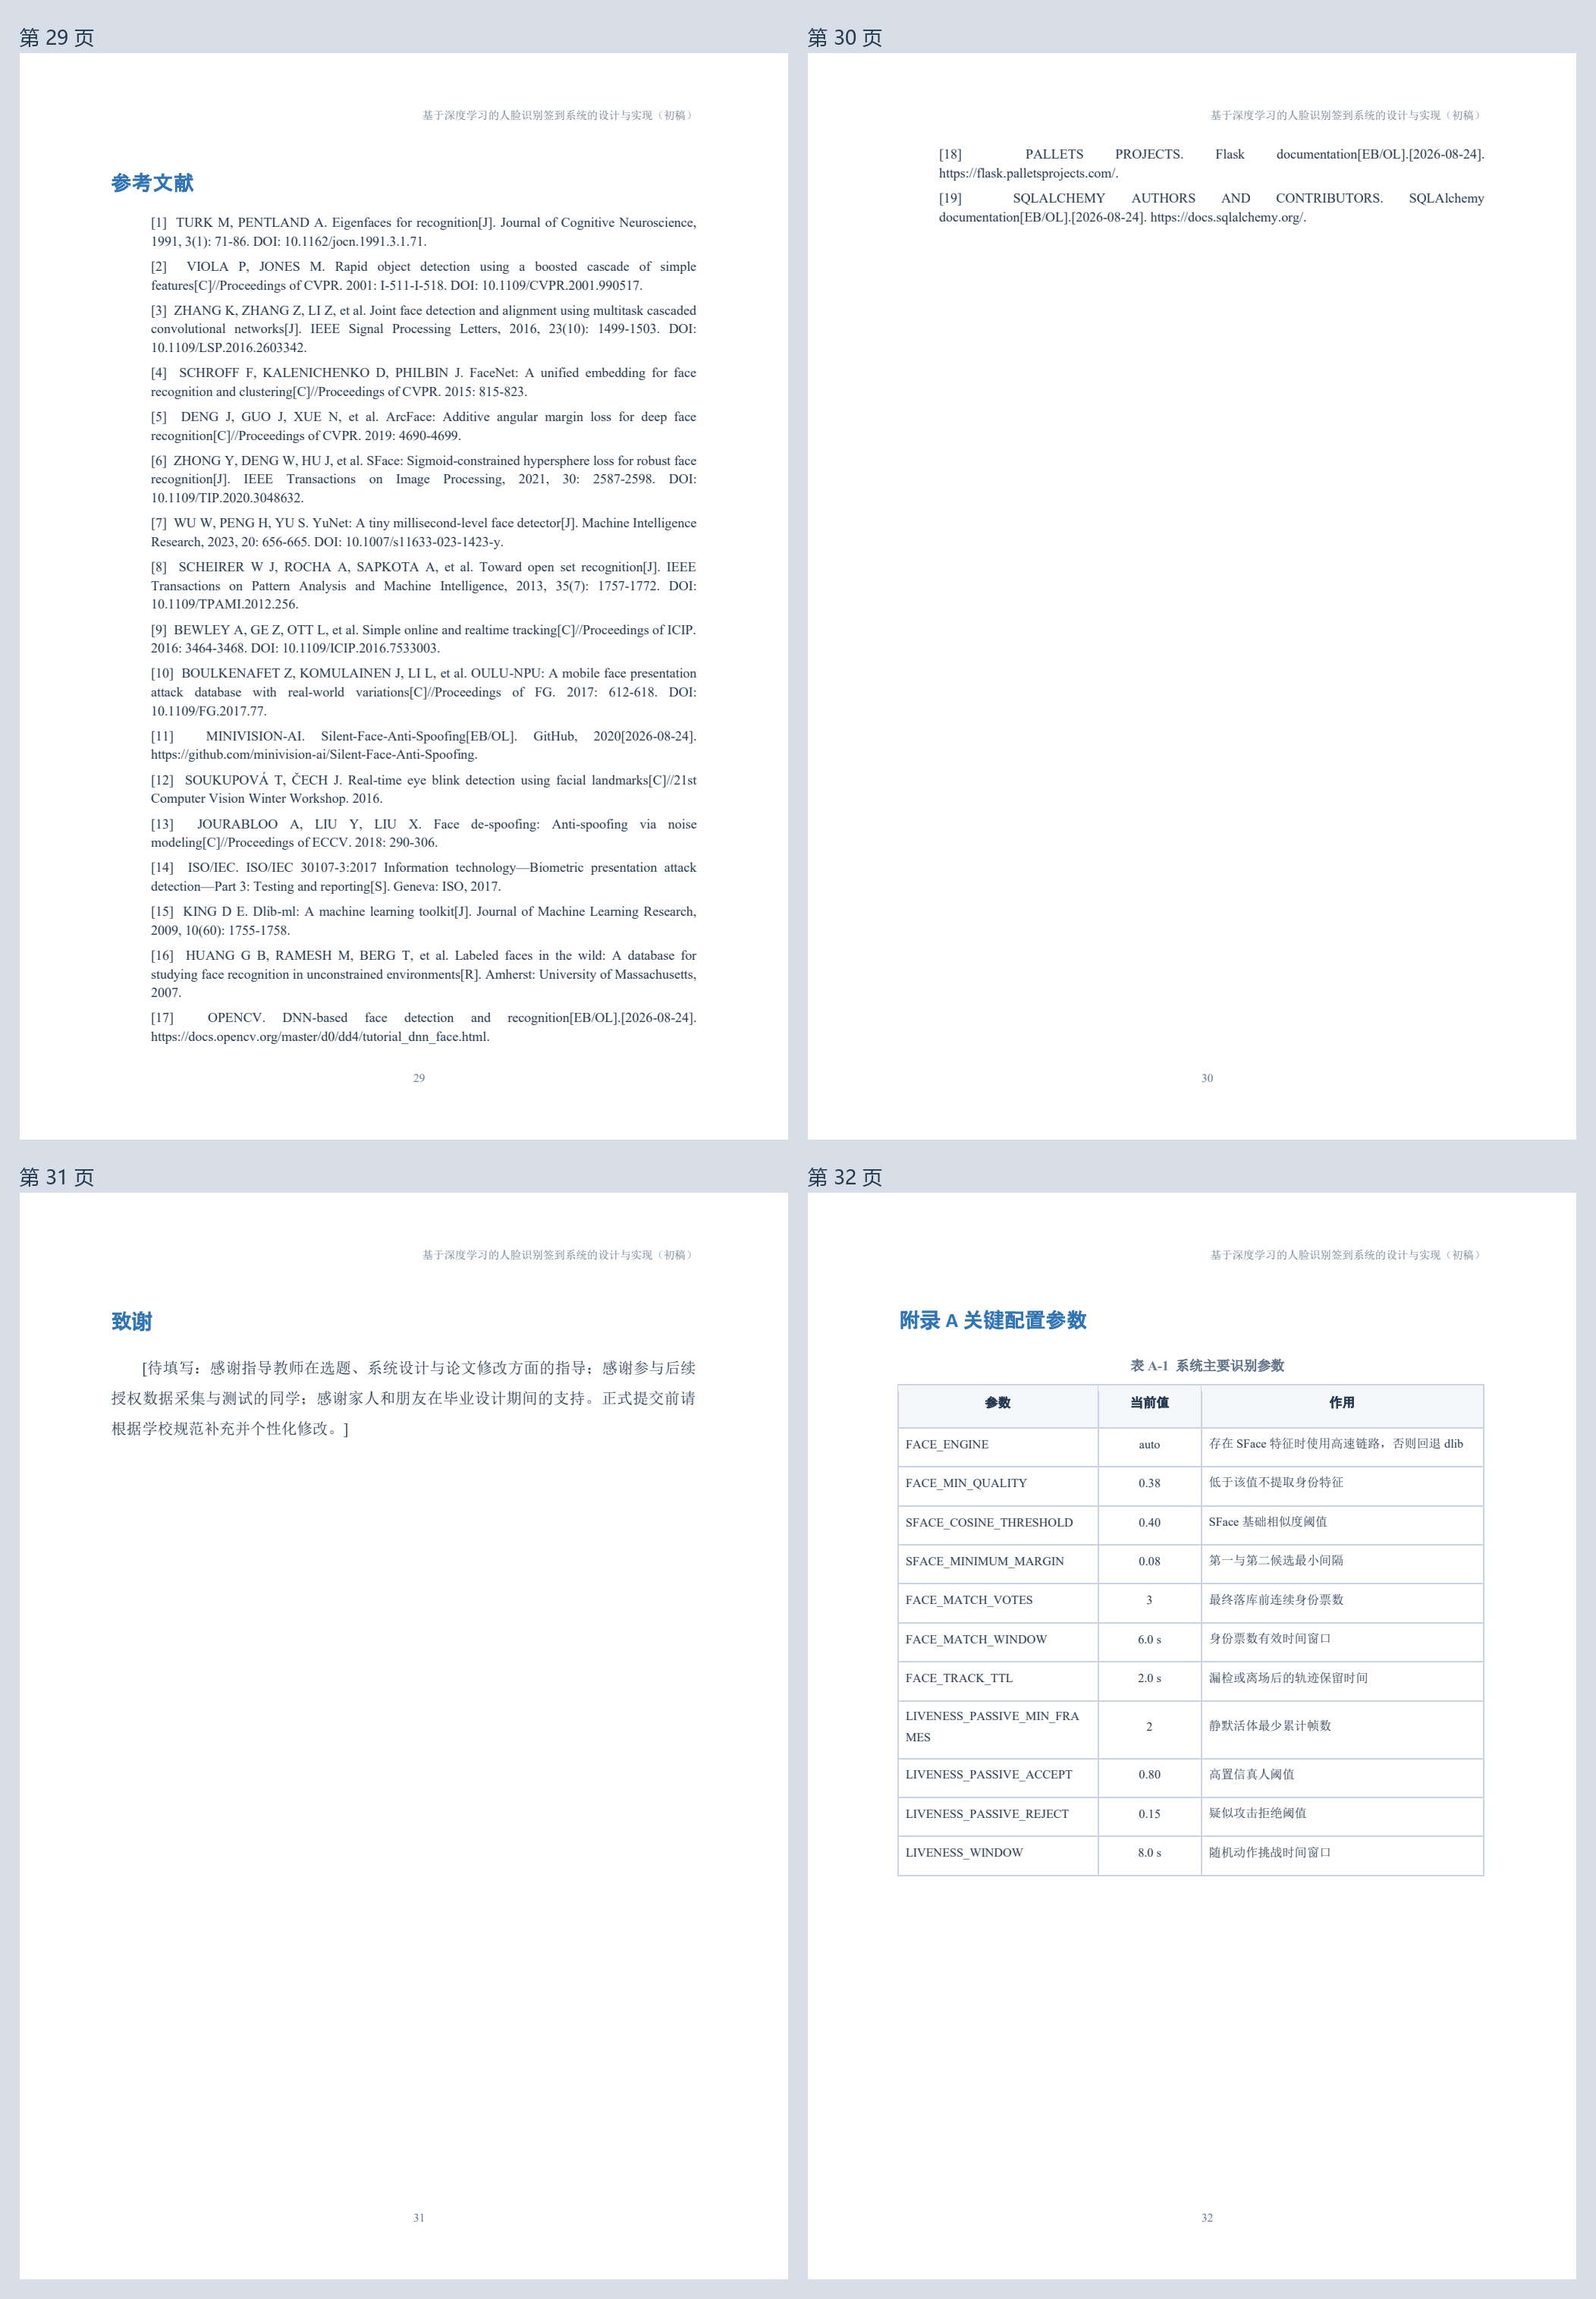 第 29 页
基于深度学习的人脸识别签到系统的设计与实现（初稿）
参考文献
[1] TURK M, PENTLAND A. Eigenfaces for recognition[J]. Journal of Cognitive Neuroscience,
1991, 3(1): 71-86. DOI: 10.1162/jocn.1991.3.1.71.
[2] VIOLA P, JONES M. Rapid object detection using a boosted cascade of simple
features[C]//Proceedings of CVPR. 2001: I-511-I-518. DOI: 10.1109/CVPR.2001.990517.
[3] ZHANG K, ZHANG Z, LI Z, et al. Joint face detection and alignment using multitask cascaded
convolutional networks[J]. IEEE Signal Processing Letters, 2016, 23(10): 1499-1503. DOI:
10.1109/LSP.2016.2603342.
[4] SCHROFF F, KALENICHENKO D, PHILBIN J. FaceNet: A unified embedding for face
recognition and clustering[C]//Proceedings of CVPR. 2015: 815-823.
[5] DENG J, GUO J, XUE N, et al. ArcFace: Additive angular margin loss for deep face
recognition[C]//Proceedings of CVPR. 2019: 4690-4699.
[6] ZHONG Y, DENG W, HU J, et al. SFace: Sigmoid-constrained hypersphere loss for robust face
recognition[J]. IEEE Transactions on Image Processing, 2021, 30: 2587-2598. DOI:
10.1109/TIP.2020.3048632.
[7] WU W, PENG H, YU S. YuNet: A tiny millisecond-level face detector[J]. Machine Intelligence
Research, 2023, 20: 656-665. DOI: 10.1007/s11633-023-1423-y.
[8] SCHEIRER W J, ROCHA A, SAPKOTA A, et al. Toward open set recognition[J]. IEEE
Transactions on Pattern Analysis and Machine Intelligence, 2013, 35(7): 1757-1772. DOI:
10.1109/TPAMI.2012.256.
[9] BEWLEY A, GE Z, OTT L, et al. Simple online and realtime tracking[C]//Proceedings of ICIP.
2016: 3464-3468. DOI: 10.1109/ICIP.2016.7533003.
[10] BOULKENAFET Z, KOMULAINEN J, LI L, et al. OULU-NPU: A mobile face presentation
attack database with real-world variations[C]//Proceedings of FG. 2017: 612-618. DOI:
10.1109/FG.2017.77.
[11] MINIVISION-AI. Silent-Face-Anti-Spoofing[EB/OL]. GitHub, 2020[2026-08-24].
https://github.com/minivision-ai/Silent-Face-Anti-Spoofing.
[12] SOUKUPOVÁ T, ČECH J. Real-time eye blink detection using facial landmarks[C]//21st
Computer Vision Winter Workshop. 2016.
[13] JOURABLOO A, LIU Y, LIU X. Face de-spoofing: Anti-spoofing via noise
modeling[C]//Proceedings of ECCV. 2018: 290-306.
[14] ISO/IEC. ISO/IEC 30107-3:2017 Information technology—Biometric presentation attack
detection—Part 3: Testing and reporting[S]. Geneva: ISO, 2017.
[15] KING D E. Dlib-ml: A machine learning toolkit[J]. Journal of Machine Learning Research,
2009, 10(60): 1755-1758.
[16] HUANG G B, RAMESH M, BERG T, et al. Labeled faces in the wild: A database for
studying face recognition in unconstrained environments[R]. Amherst: University of Massachusetts,
2007.
[17] OPENCV. DNN-based face detection and recognition[EB/OL].[2026-08-24].
https://docs.opencv.org/master/d0/dd4/tutorial_dnn_face.html.
29
第 30 页
基于深度学习的人脸识别签到系统的设计与实现（初稿）
[18] PALLETS PROJECTS. Flask documentation[EB/OL].[2026-08-24].
https://flask.palletsprojects.com/.
[19] SQLALCHEMY AUTHORS AND CONTRIBUTORS. SQLAlchemy
documentation[EB/OL].[2026-08-24]. https://docs.sqlalchemy.org/.
30
第 31 页
基于深度学习的人脸识别签到系统的设计与实现（初稿）
致谢
[待填写：感谢指导教师在选题、系统设计与论文修改方面的指导；感谢参与后续
授权数据采集与测试的同学；感谢家人和朋友在毕业设计期间的支持。正式提交前请
根据学校规范补充并个性化修改。]
31
第 32 页
基于深度学习的人脸识别签到系统的设计与实现（初稿）
附录 A 关键配置参数
表 A-1 系统主要识别参数
参数 当前值 作用
FACE_ENGINE auto 存在 SFace 特征时使用高速链路，否则回退 dlib
FACE_MIN_QUALITY 0.38 低于该值不提取身份特征
SFACE_COSINE_THRESHOLD 0.40 SFace 基础相似度阈值
SFACE_MINIMUM_MARGIN 0.08 第一与第二候选最小间隔
FACE_MATCH_VOTES 3 最终落库前连续身份票数
FACE_MATCH_WINDOW 6.0 s 身份票数有效时间窗口
FACE_TRACK_TTL 2.0 s 漏检或离场后的轨迹保留时间
LIVENESS_PASSIVE_MIN_FRA
MES 2 静默活体最少累计帧数
LIVENESS_PASSIVE_ACCEPT 0.80 高置信真人阈值
LIVENESS_PASSIVE_REJECT 0.15 疑似攻击拒绝阈值
LIVENESS_WINDOW 8.0 s 随机动作挑战时间窗口
32